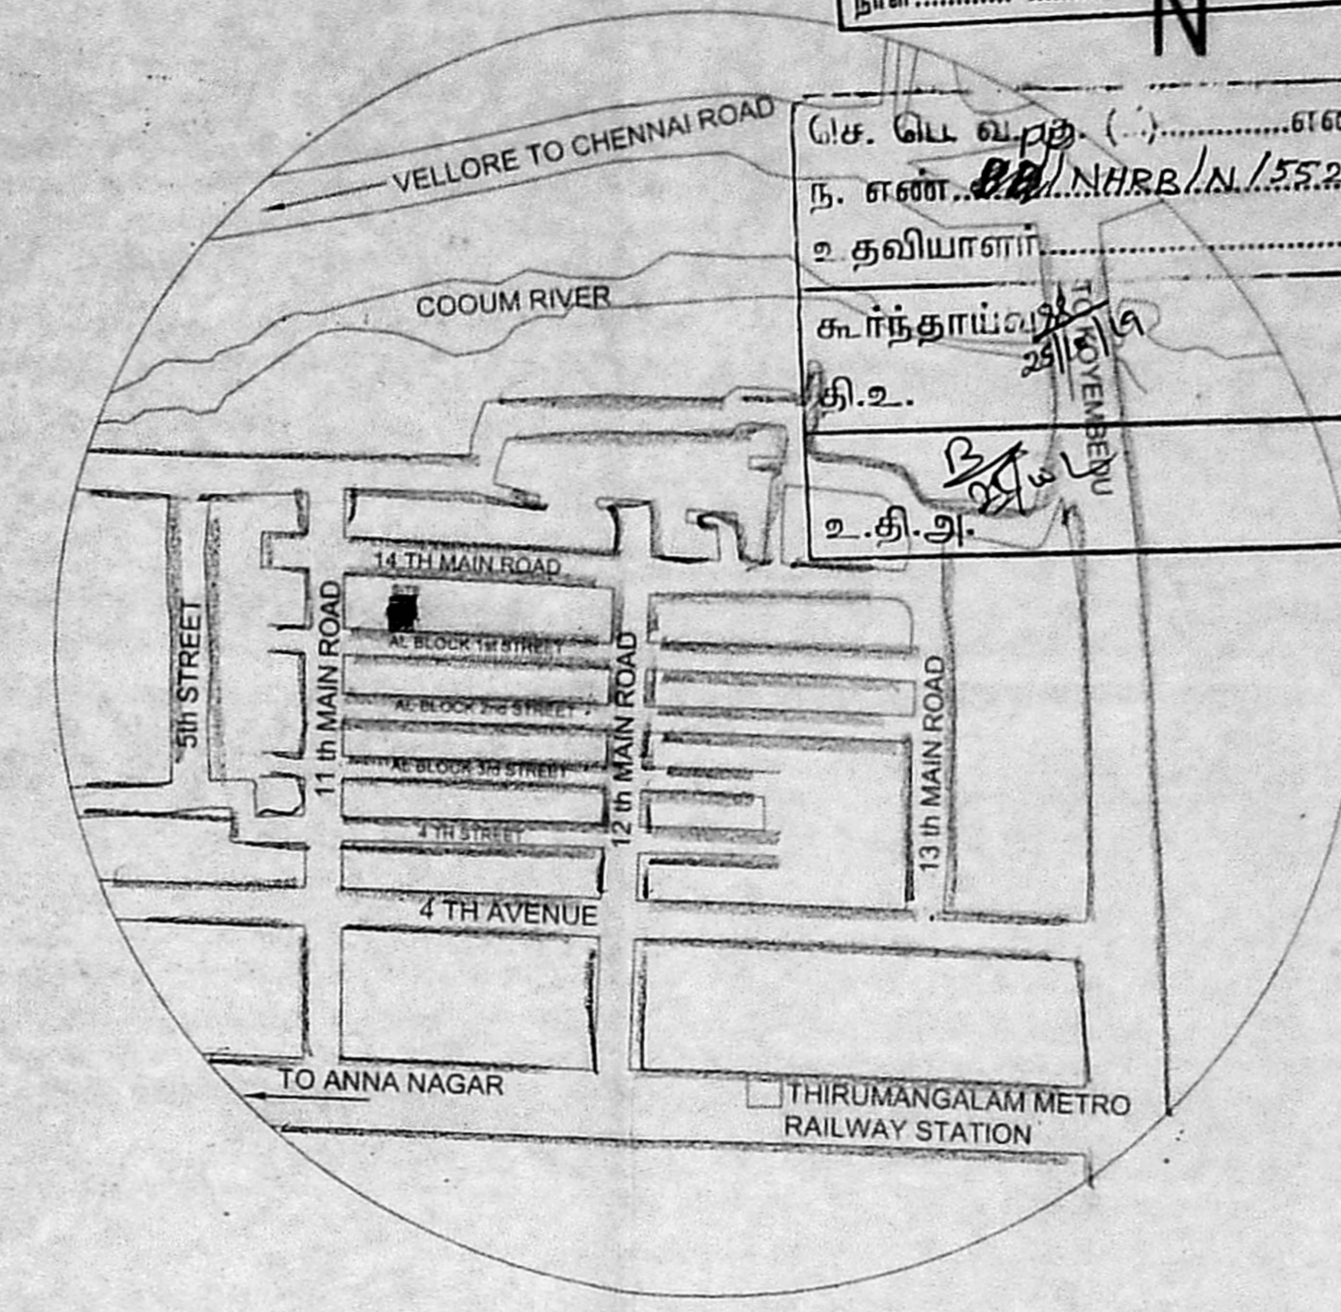 நாள்
N
செ. பெ. வ.
ந. எண். NHRB/N/552
உதவியாளர்
கூர்ந்தாய்வு
தி.உ.
உ.தி.அ.
VELLORE TO CHENNAI ROAD
COOUM RIVER
TO KOYEMBEDU
14 TH MAIN ROAD
AL BLOCK 1st STREET
AL BLOCK 2nd STREET
AL BLOCK 3rd STREET
4 TH STREET
5th STREET
11 th MAIN ROAD
12 th MAIN ROAD
13 th MAIN ROAD
4 TH AVENUE
TO ANNA NAGAR
THIRUMANGALAM METRO
RAILWAY STATION